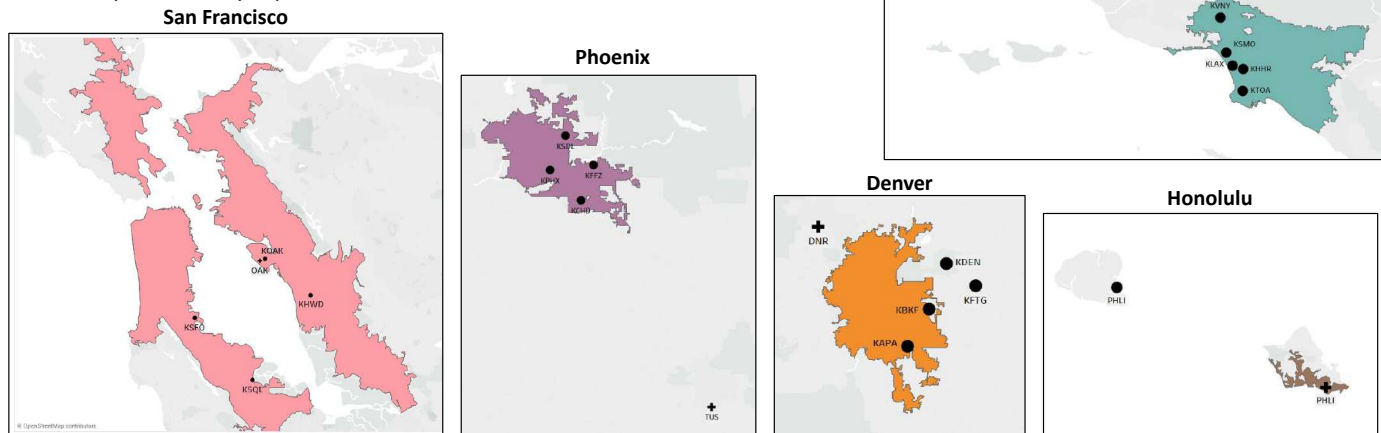 San Francisco
KOAK
OAK
KHWD
KSFO
KSQL
© OpenStreetMap contributors
Phoenix
KSDL
KPHX
KFFZ
KCHD
TUS
KVNY
KSMO
KLAX
KHHR
KTOA
Denver
DNR
KDEN
KFTG
KBKF
KAPA
Honolulu
PHLI
PHLI